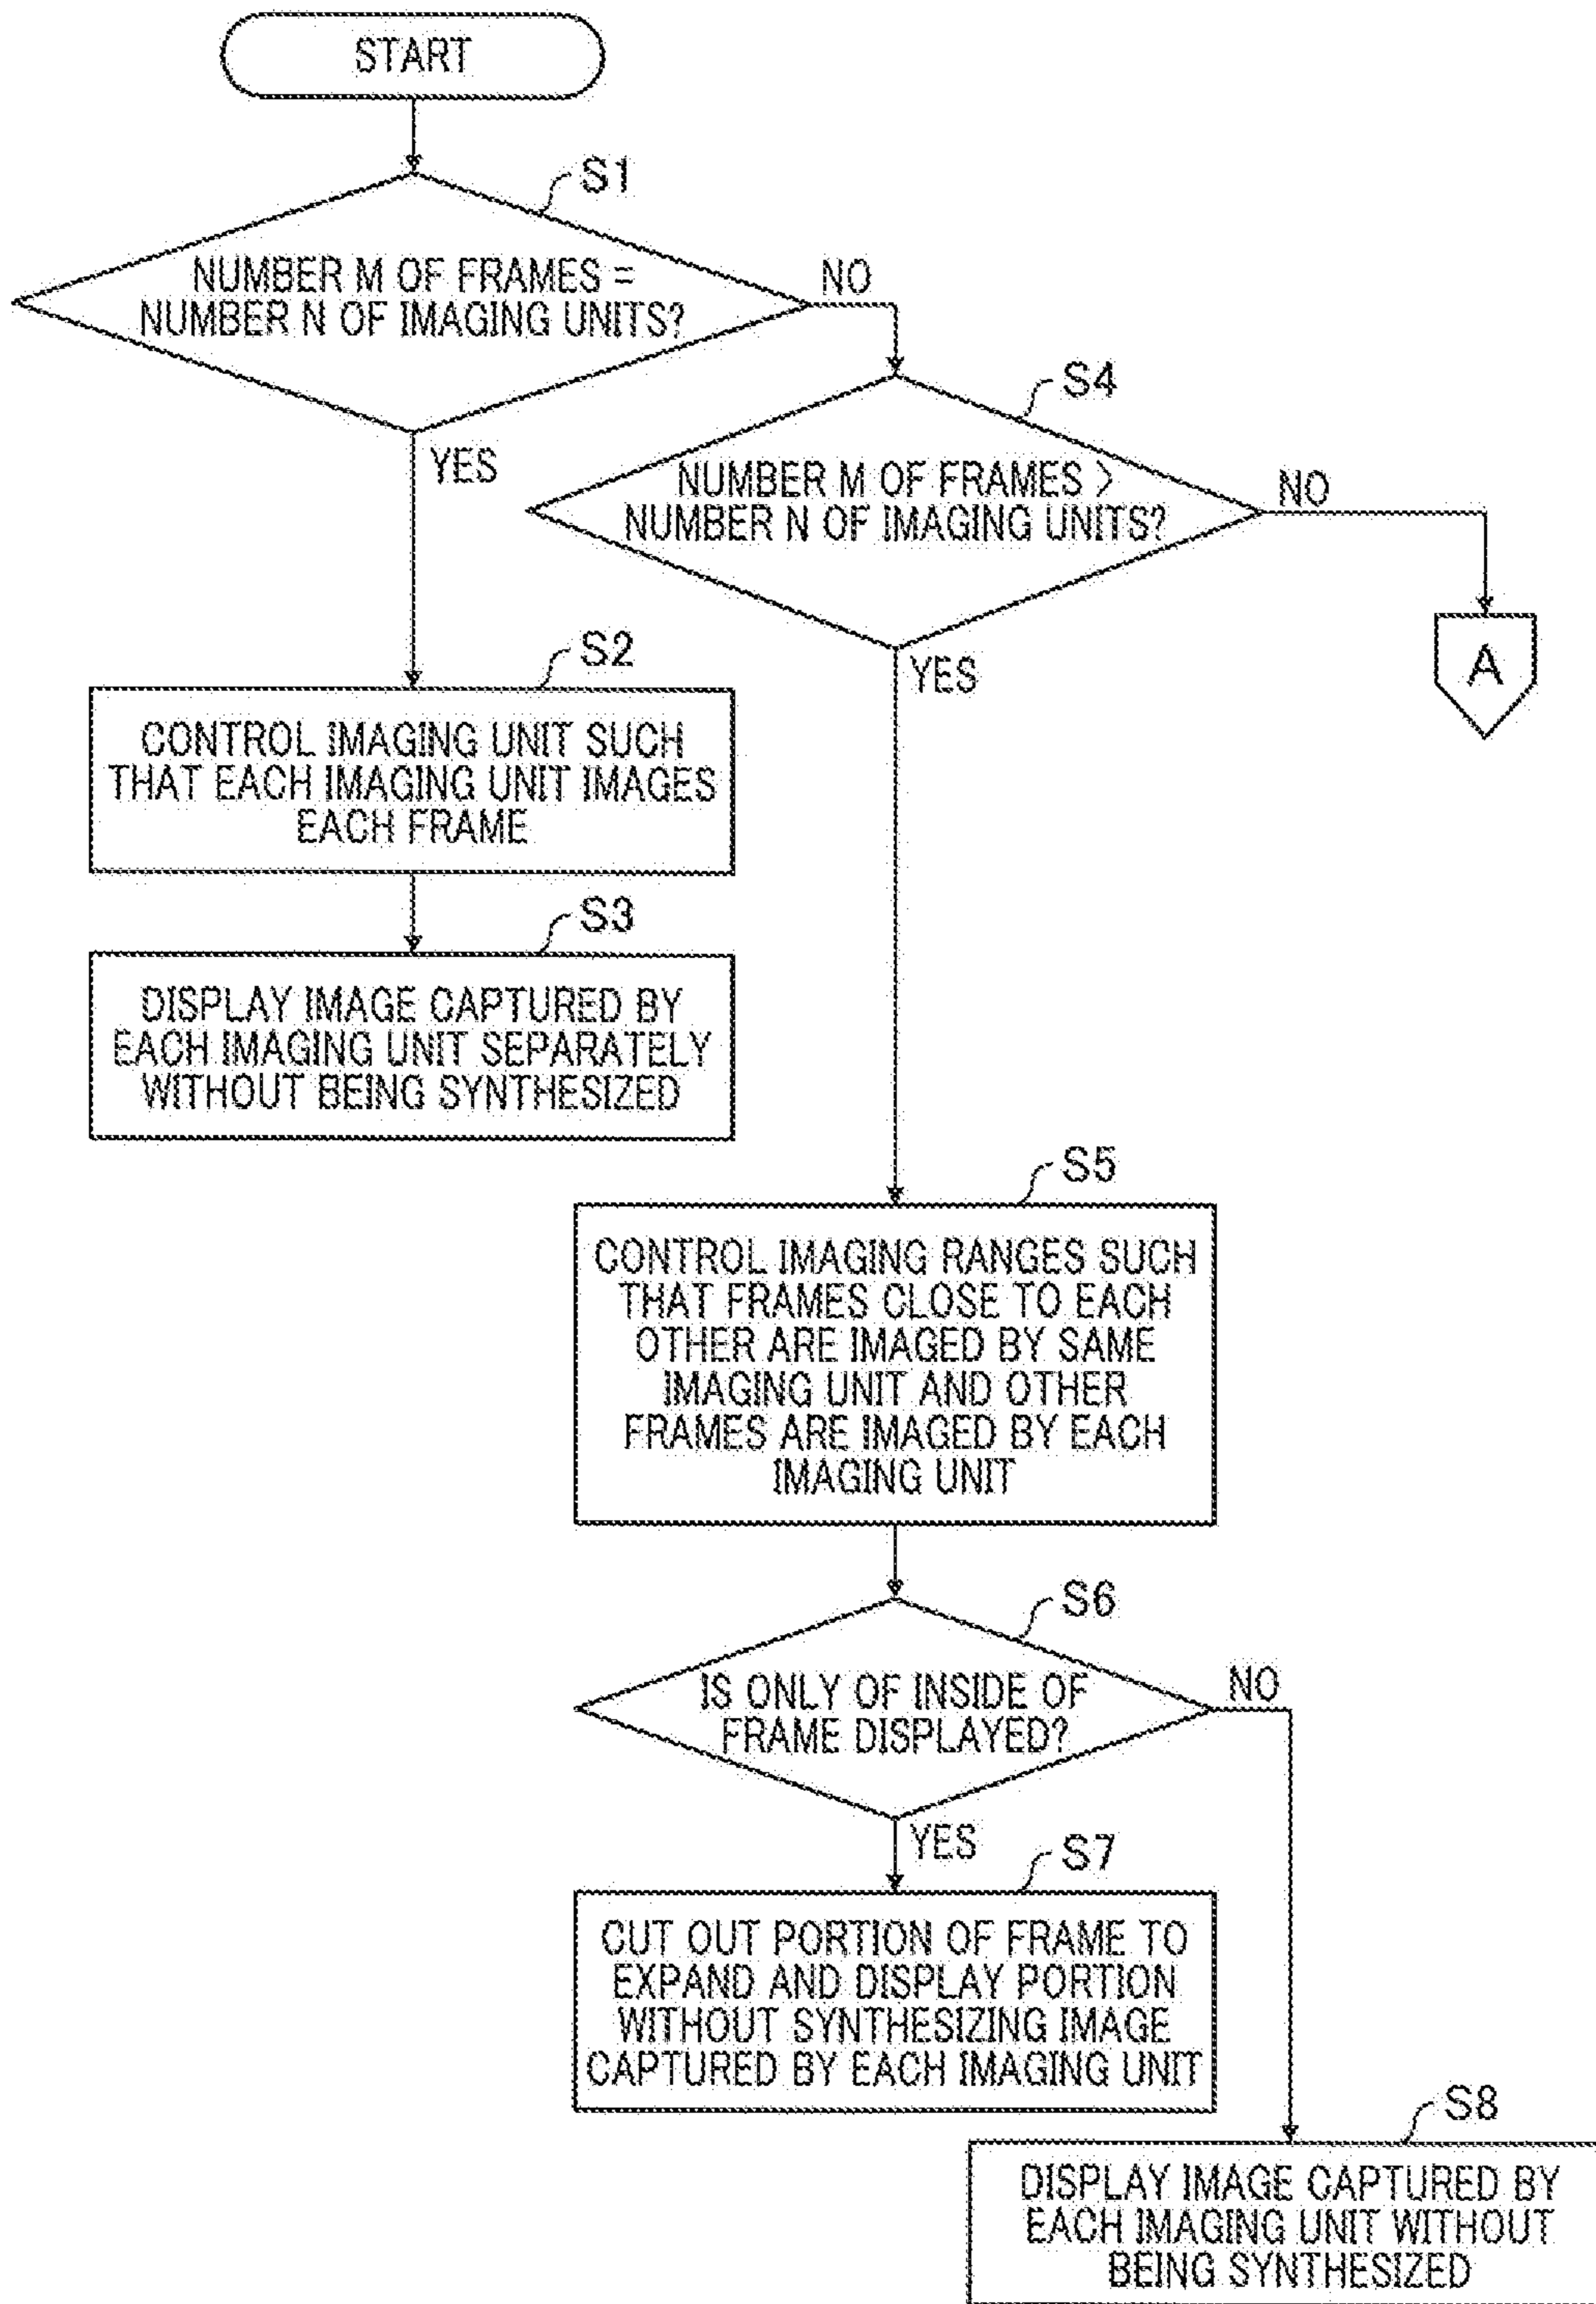 START
S1
NUMBER M OF FRAMES =
NUMBER N OF IMAGING UNITS?
NO
YES
S4
NUMBER M OF FRAMES >
NUMBER N OF IMAGING UNITS?
NO
YES
A
S2
CONTROL IMAGING UNIT SUCH
THAT EACH IMAGING UNIT IMAGES
EACH FRAME
S3
DISPLAY IMAGE CAPTURED BY
EACH IMAGING UNIT SEPARATELY
WITHOUT BEING SYNTHESIZED
S5
CONTROL IMAGING RANGES SUCH
THAT FRAMES CLOSE TO EACH
OTHER ARE IMAGED BY SAME
IMAGING UNIT AND OTHER
FRAMES ARE IMAGED BY EACH
IMAGING UNIT
S6
IS ONLY OF INSIDE OF
FRAME DISPLAYED?
NO
YES
S7
CUT OUT PORTION OF FRAME TO
EXPAND AND DISPLAY PORTION
WITHOUT SYNTHESIZING IMAGE
CAPTURED BY EACH IMAGING UNIT
S8
DISPLAY IMAGE CAPTURED BY
EACH IMAGING UNIT WITHOUT
BEING SYNTHESIZED